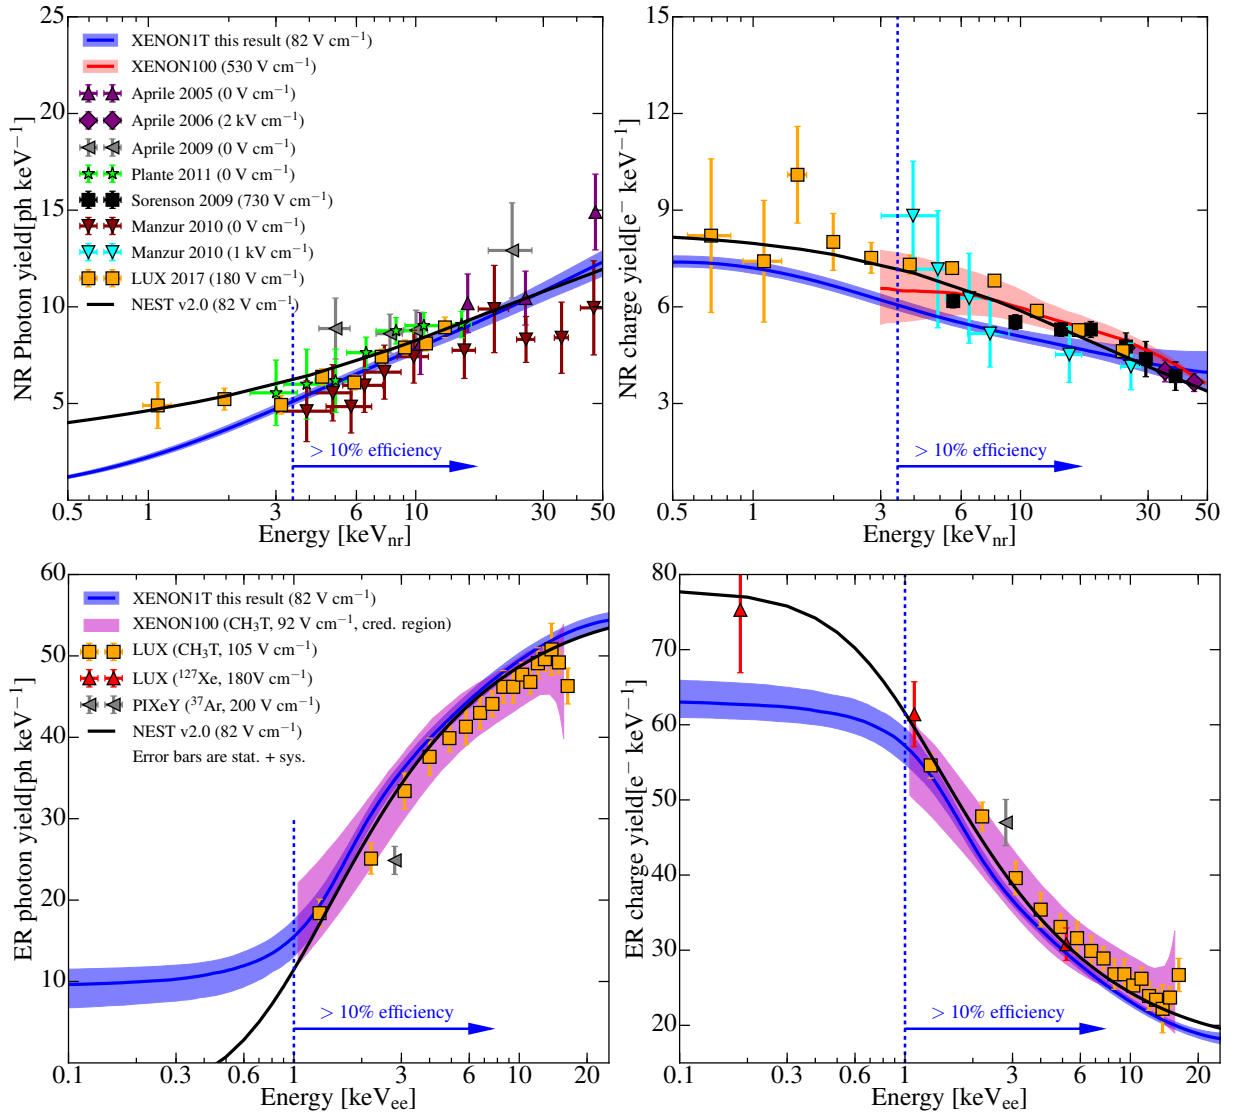 25
20
15
10
5
NR Photon yield[ph keV⁻¹]
XENON1T this result (82 V cm⁻¹)
XENON100 (530 V cm⁻¹)
Aprile 2005 (0 V cm⁻¹)
Aprile 2006 (2 kV cm⁻¹)
Aprile 2009 (0 V cm⁻¹)
Plante 2011 (0 V cm⁻¹)
Sorenson 2009 (730 V cm⁻¹)
Manzur 2010 (0 V cm⁻¹)
Manzur 2010 (1 kV cm⁻¹)
LUX 2017 (180 V cm⁻¹)
NEST v2.0 (82 V cm⁻¹)
> 10% efficiency
0.5 1 3 10 30 50
Energy [keVnr]
15
12
9
6
3
NR charge yield[e⁻ keV⁻¹]
> 10% efficiency
0.5 1 3 10 30 50
Energy [keVnr]
60
50
40
30
20
10
ER photon yield[ph keV⁻¹]
XENON1T this result (82 V cm⁻¹)
XENON100 (CH₃T, 92 V cm⁻¹, cred. region)
LUX (CH₃T, 105 V cm⁻¹)
LUX (¹²⁷Xe, 180V cm⁻¹)
PIXeY (³⁷Ar, 200 V cm⁻¹)
NEST v2.0 (82 V cm⁻¹)
Error bars are stat. + sys.
> 10% efficiency
0.1 0.3 0.6 1 3 6 10 20
Energy [keVee]
80
70
60
50
40
30
20
ER charge yield[e⁻ keV⁻¹]
> 10% efficiency
0.1 0.3 0.6 1 3 6 10 20
Energy [keVee]